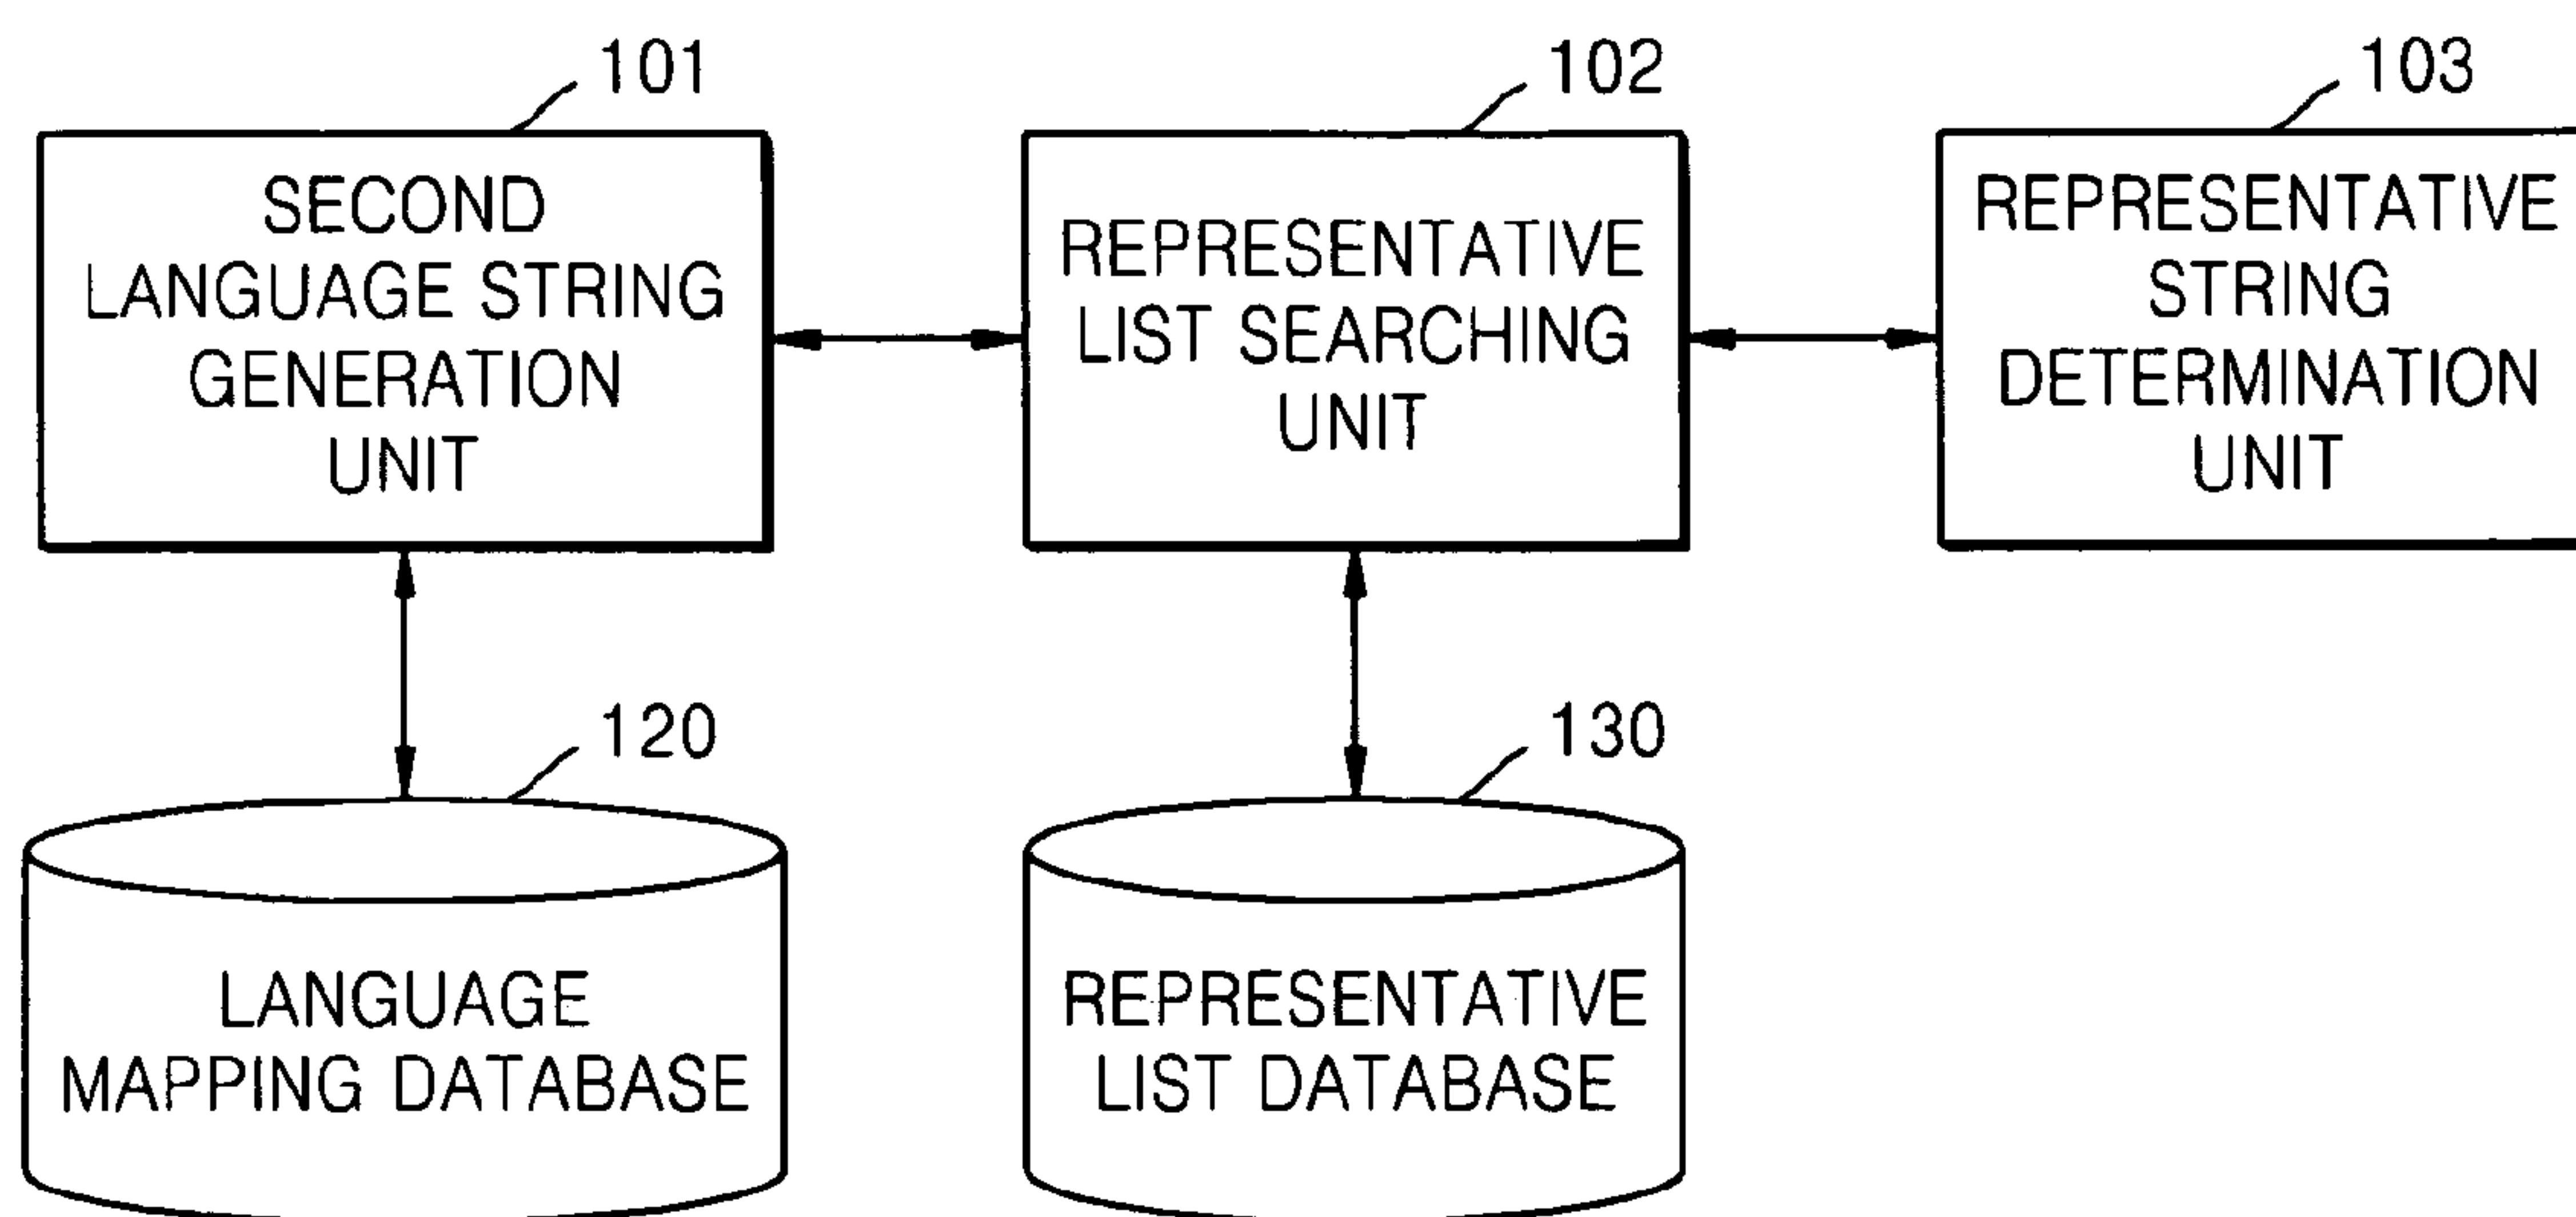 101
102
103
SECOND
LANGUAGE STRING
GENERATION
UNIT
REPRESENTATIVE
LIST SEARCHING
UNIT
REPRESENTATIVE
STRING
DETERMINATION
UNIT
120
130
LANGUAGE
MAPPING DATABASE
REPRESENTATIVE
LIST DATABASE